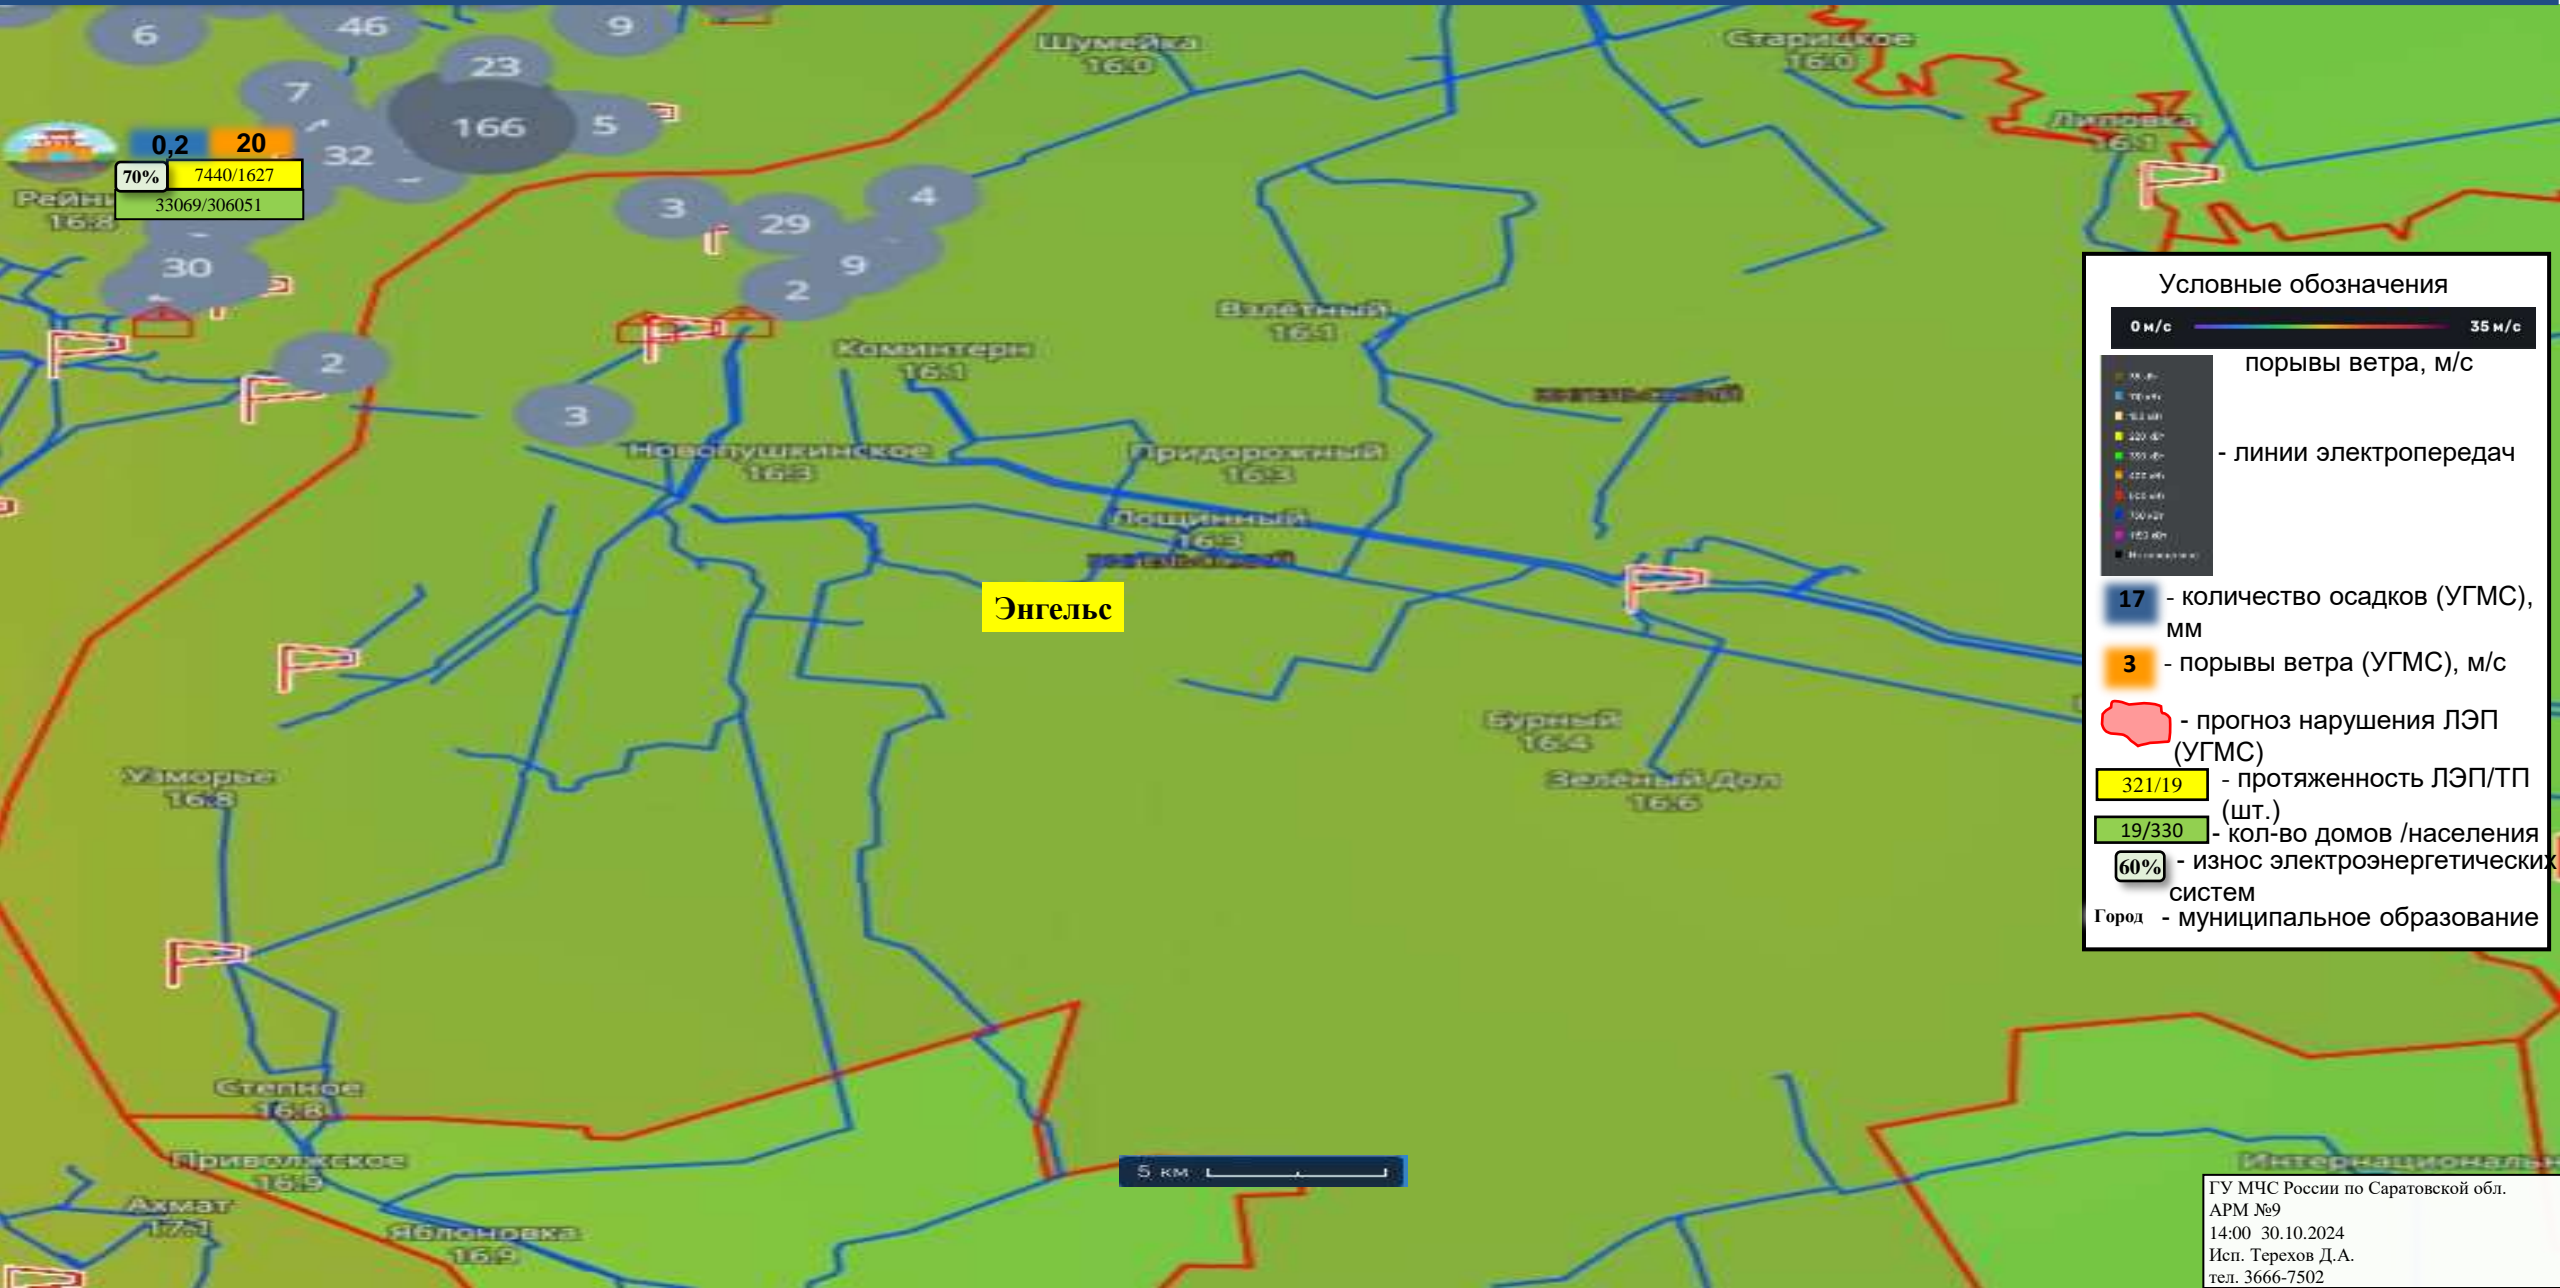 6
46
9
Шумейка
16.0
Старицкое
16.0
23
7
166
5
Липовка
16.1
0,2
20
32
70%
7440/1627
33069/306051
16.8
3
29
4
30
9
2
Взлётный
16.1
2
Коминтерн
16.1
3
Новопушкинское
16.3
Придорожный
16.3
Лощинный
16.3
Энгельс
Бурный
16.4
Зелёный Дол
16.6
Узморье
16.8
Степное
16.8
Приволжское
16.9
Ахмат
17.1
Яблоновка
16.9
5 км
Условные обозначения
0 м/с
35 м/с
порывы ветра, м/с
- линии электропередач
17
- количество осадков (УГМС),
мм
3
- порывы ветра (УГМС), м/с
- прогноз нарушения ЛЭП
(УГМС)
321/19
- протяженность ЛЭП/ТП
(шт.)
19/330
- кол-во домов /населения
60%
- износ электроэнергетических
систем
Город
- муниципальное образование
ГУ МЧС России по Саратовской обл.
АРМ №9
14:00 30.10.2024
Исп. Терехов Д.А.
тел. 3666-7502